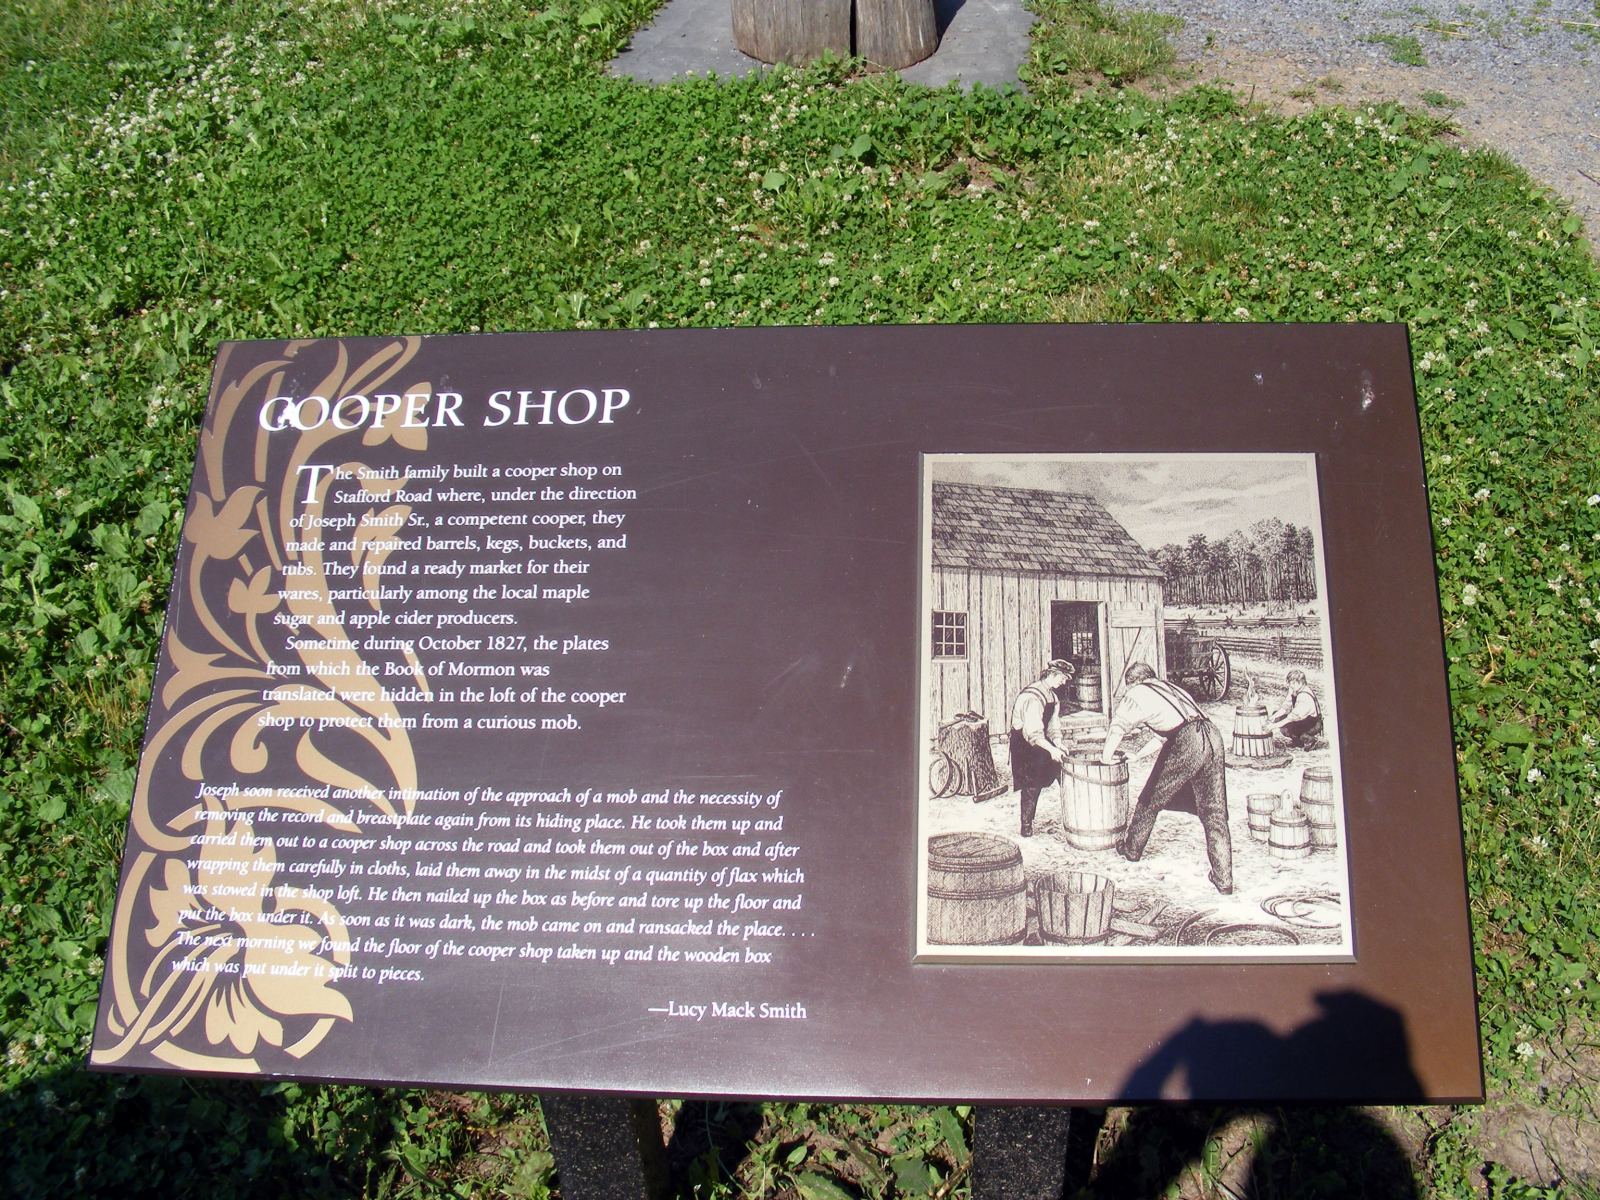 COOPER SHOP
The Smith family built a cooper shop on
Stafford Road where, under the direction
of Joseph Smith Sr., a competent cooper, they
made and repaired barrels, kegs, buckets, and
tubs. They found a ready market for their
wares, particularly among the local maple
sugar and apple cider producers.
Sometime during October 1827, the plates
from which the Book of Mormon was
translated were hidden in the loft of the cooper
shop to protect them from a curious mob.
Joseph soon received another intimation of the approach of a mob and the necessity of
removing the record and breastplate again from its hiding place. He took them up and
carried them out to a cooper shop across the road and took them out of the box and after
wrapping them carefully in cloths, laid them away in the midst of a quantity of flax which
was stowed in the shop loft. He then nailed up the box as before and tore up the floor and
put the box under it. As soon as it was dark, the mob came on and ransacked the place. . . .
The next morning we found the floor of the cooper shop taken up and the wooden box
which was put under it split to pieces.
—Lucy Mack Smith